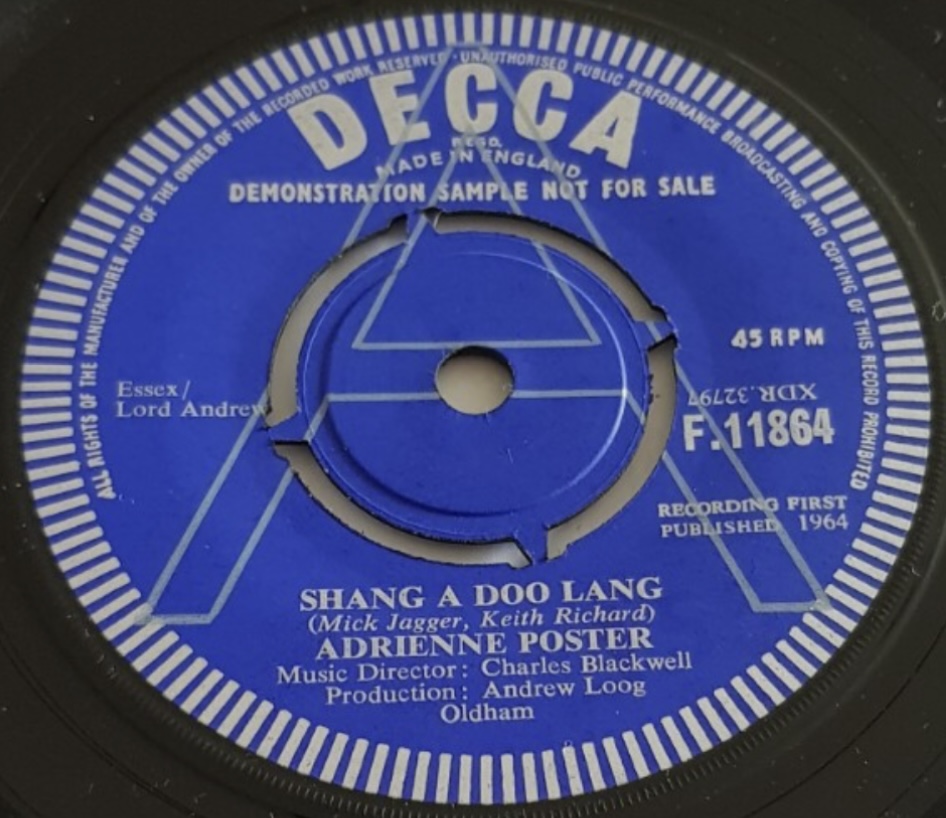 ALL RIGHTS OF THE MANUFACTURER AND OF THE OWNER OF THE RECORDED WORK RESERVED · UNAUTHORISED PUBLIC PERFORMANCE BROADCASTING AND COPYING OF THIS RECORD PROHIBITED
DECCA
REGD.
MADE IN ENGLAND
DEMONSTRATION SAMPLE NOT FOR SALE
A
45 RPM
Essex/
Lord Andrew
XDR.32797
F.11864
RECORDING FIRST
PUBLISHED 1964
SHANG A DOO LANG
(Mick Jagger, Keith Richard)
ADRIENNE POSTER
Music Director: Charles Blackwell
Production: Andrew Loog
Oldham